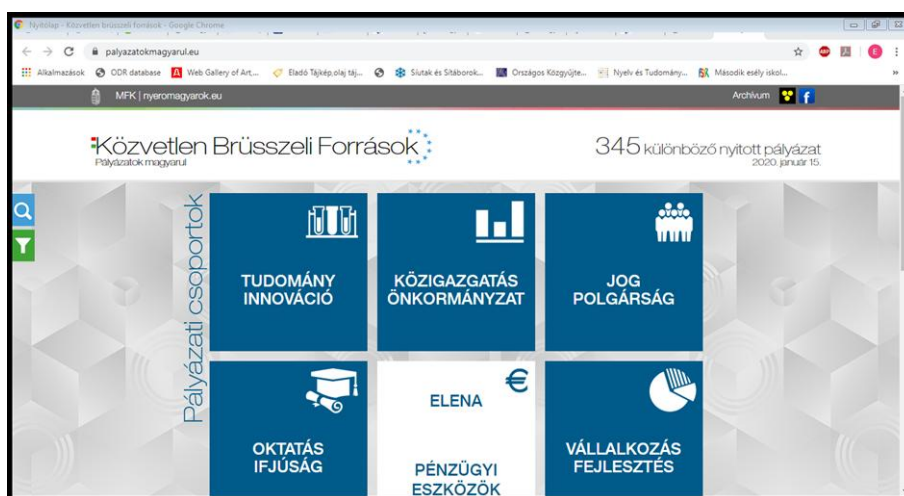 Nyitólap - Közvetlen brüsszeli források - Google Chrome
palyazatokmagyarul.eu
Alkalmazások ODR database Web Gallery of Art,... Eladó Tájkép,olaj táj... Síutak és Sítáborok... Országos Közgyűjte... Nyelv és Tudomány... Második esély iskol... »
MFK | nyeromagyarok.eu Archívum
Közvetlen Brüsszeli Források
Pályázatok magyarul
345 különböző nyitott pályázat
2020. január 15.
Pályázati csoportok
TUDOMÁNY
INNOVÁCIÓ
KÖZIGAZGATÁS
ÖNKORMÁNYZAT
JOG
POLGÁRSÁG
OKTATÁS
IFJÚSÁG
€
ELENA
PÉNZÜGYI
ESZKÖZÖK
VÁLLALKOZÁS
FEJLESZTÉS